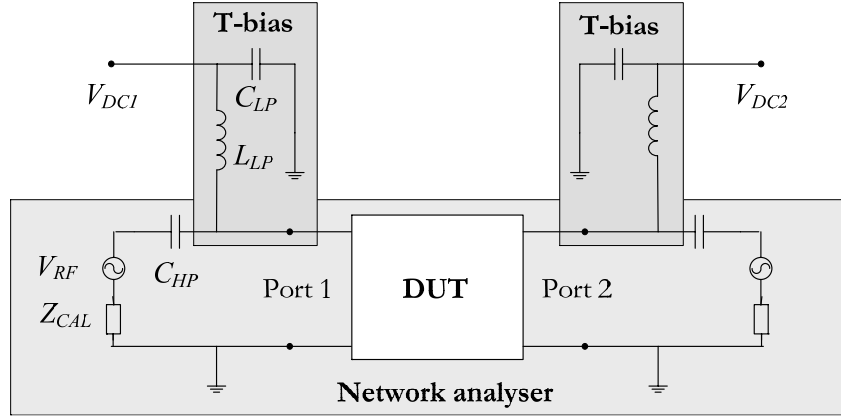 T-bias
T-bias
V_DC1
C_LP
V_DC2
L_LP
V_RF
C_HP
Port 1
DUT
Port 2
Z_CAL
Network analyser